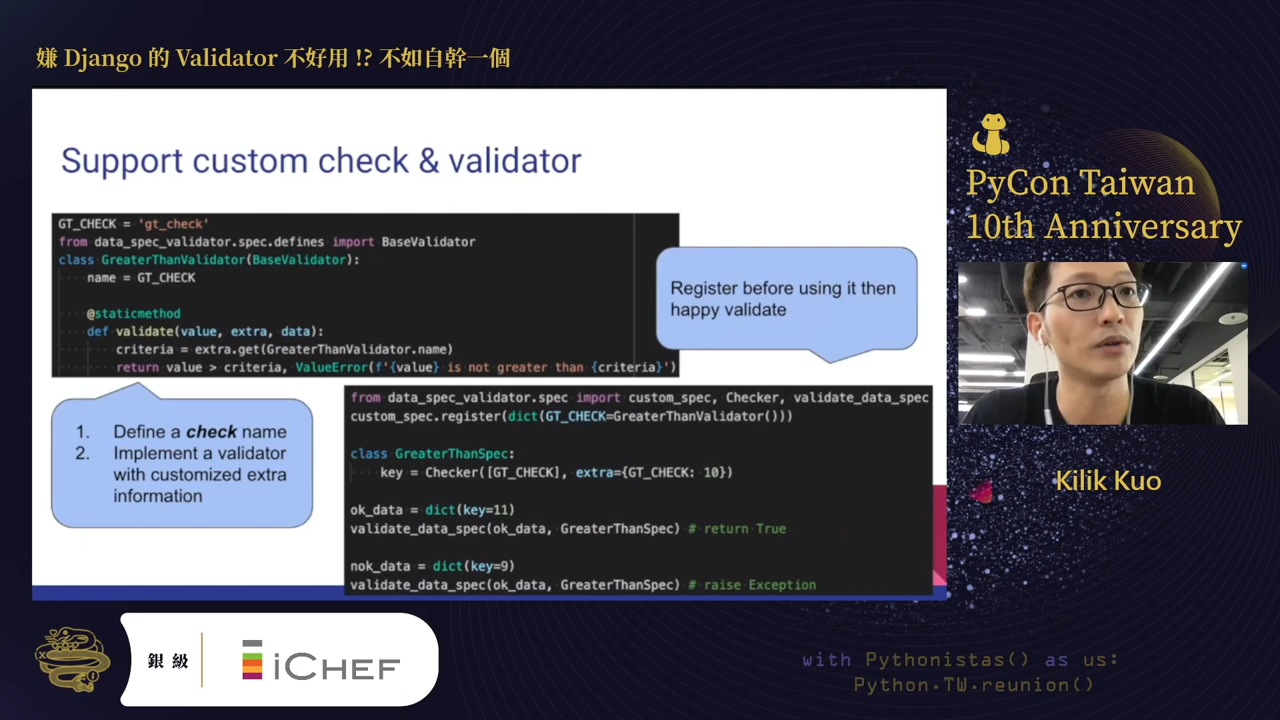 嫌 Django 的 Validator 不好用 !? 不如自幹一個
Support custom check & validator
GT_CHECK = 'gt_check'
from data_spec_validator.spec.defines import BaseValidator
class GreaterThanValidator(BaseValidator):
name = GT_CHECK
@staticmethod
def validate(value, extra, data):
criteria = extra.get(GreaterThanValidator.name)
return value > criteria, ValueError(f'{value} is not greater than {criteria}')
Register before using it then
happy validate
1. Define a check name
2. Implement a validator
with customized extra
information
from data_spec_validator.spec import custom_spec, Checker, validate_data_spec
custom_spec.register(dict(GT_CHECK=GreaterThanValidator()))
class GreaterThanSpec:
key = Checker([GT_CHECK], extra={GT_CHECK: 10})
ok_data = dict(key=11)
validate_data_spec(ok_data, GreaterThanSpec) # return True
nok_data = dict(key=9)
validate_data_spec(ok_data, GreaterThanSpec) # raise Exception
PyCon Taiwan
10th Anniversary
Kilik Kuo
銀 級
iCHEF
with Pythonistas() as us:
Python.TW.reunion()